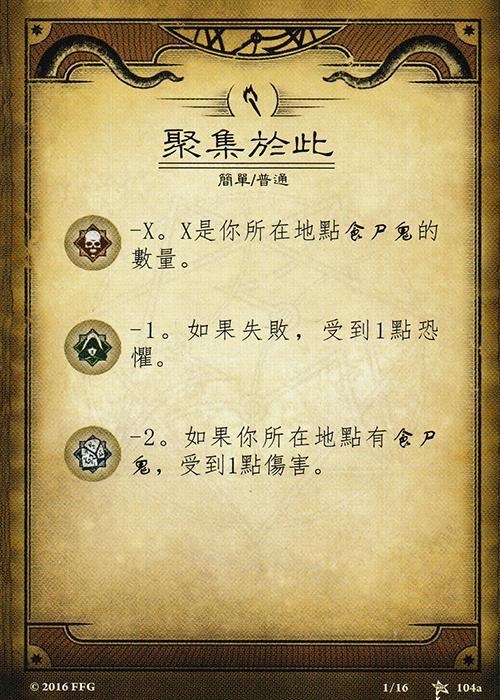 聚集於此
簡單/普通
-X。X是你所在地點食尸鬼的
數量。
-1。如果失敗，受到1點恐
懼。
-2。如果你所在地點有食尸
鬼，受到1點傷害。
© 2016 FFG
1/16
104a